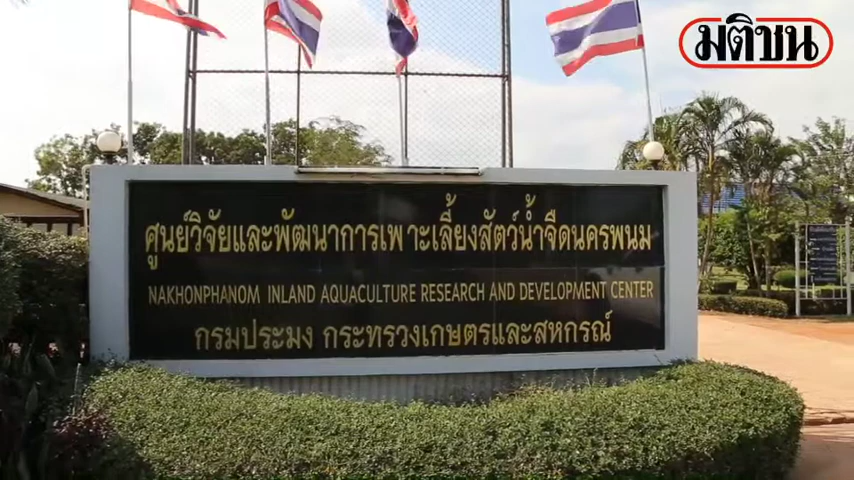 มติชน
ศูนย์วิจัยและพัฒนาการเพาะเลี้ยงสัตว์น้ำจืดนครพนม
NAKHONPHANOM INLAND AQUACULTURE RESEARCH AND DEVELOPMENT CENTER
กรมประมง กระทรวงเกษตรและสหกรณ์